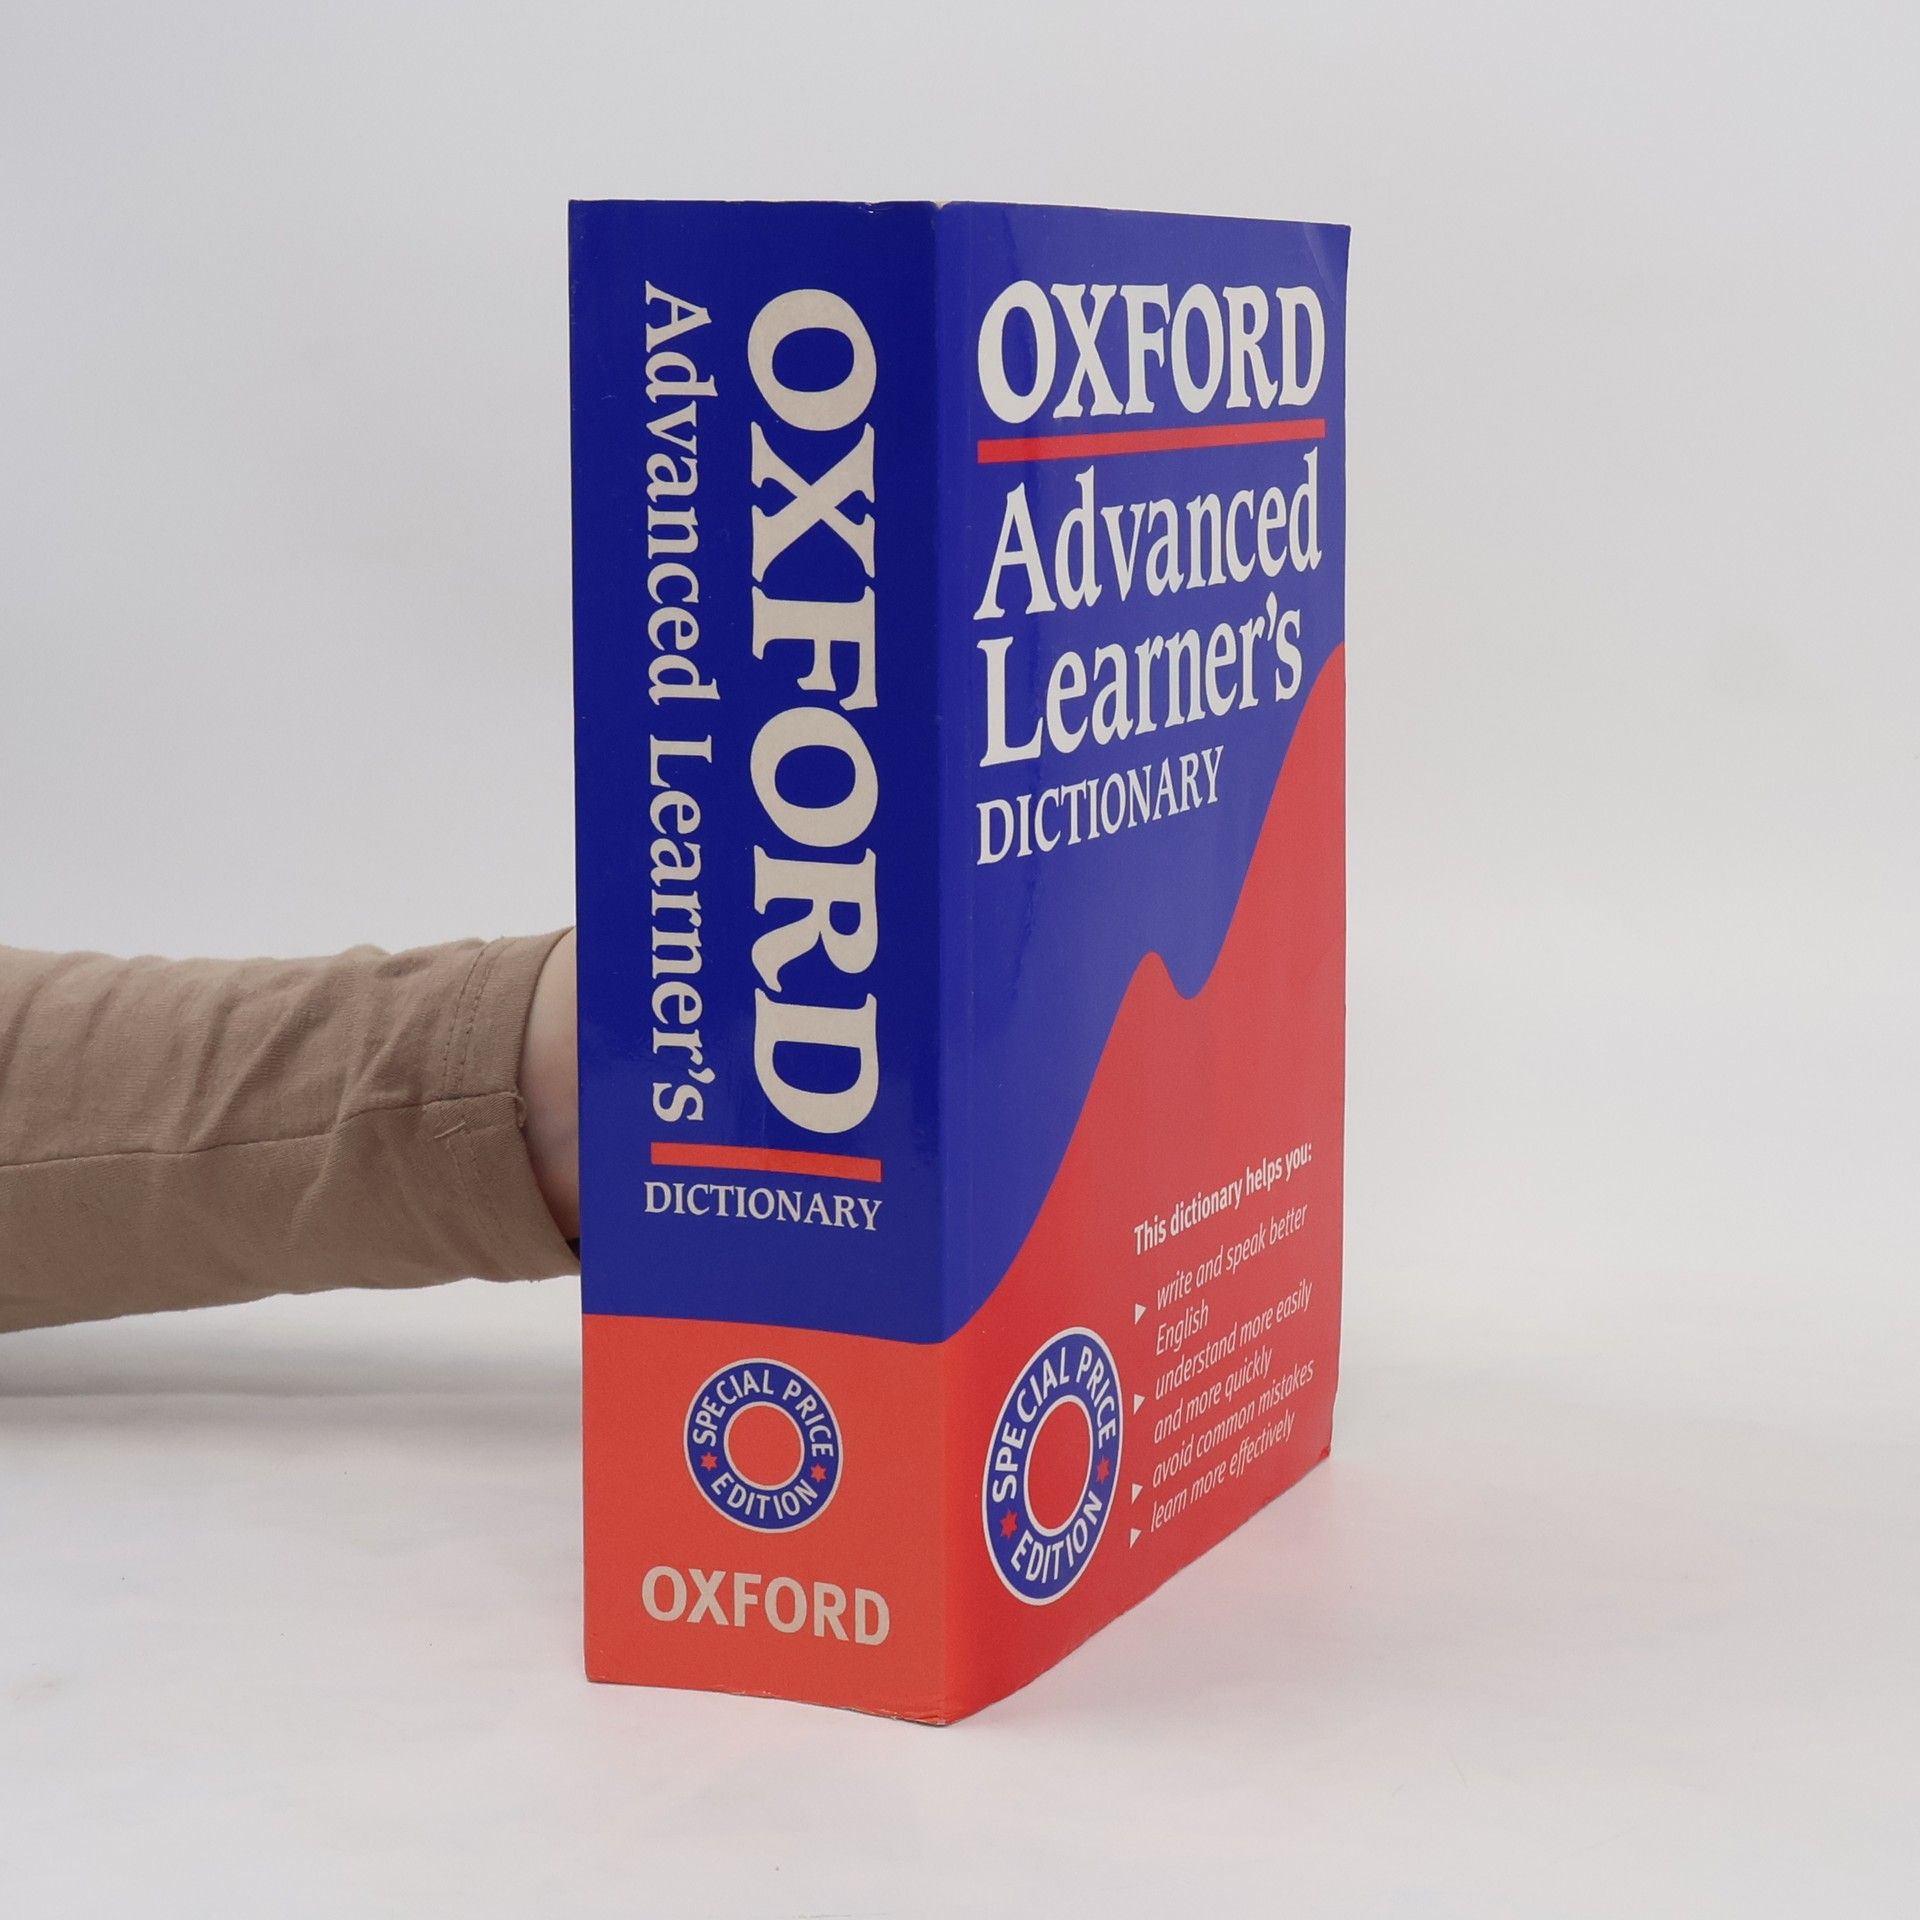 OXFORD
Advanced Learner's
DICTIONARY
SPECIAL PRICE
EDITION
OXFORD
OXFORD
Advanced
Learner's
DICTIONARY
This dictionary helps you:
write and speak better
English
understand more easily
and more quickly
avoid common mistakes
learn more effectively
SPECIAL PRICE
EDITION